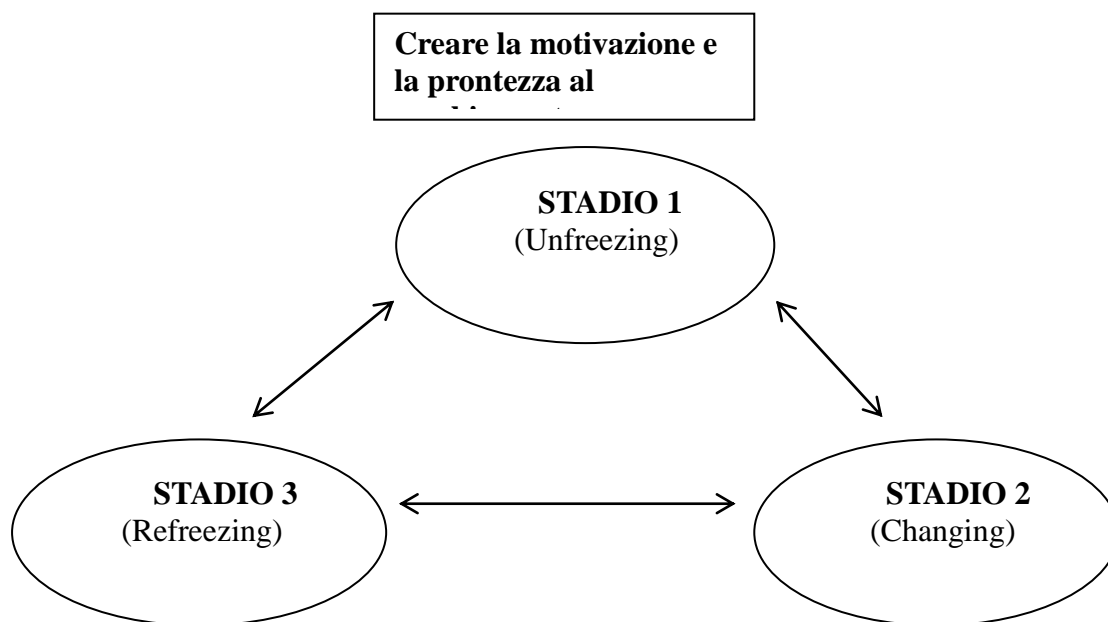 Creare la motivazione e
la prontezza al
STADIO 1
(Unfreezing)
STADIO 3
(Refreezing)
STADIO 2
(Changing)